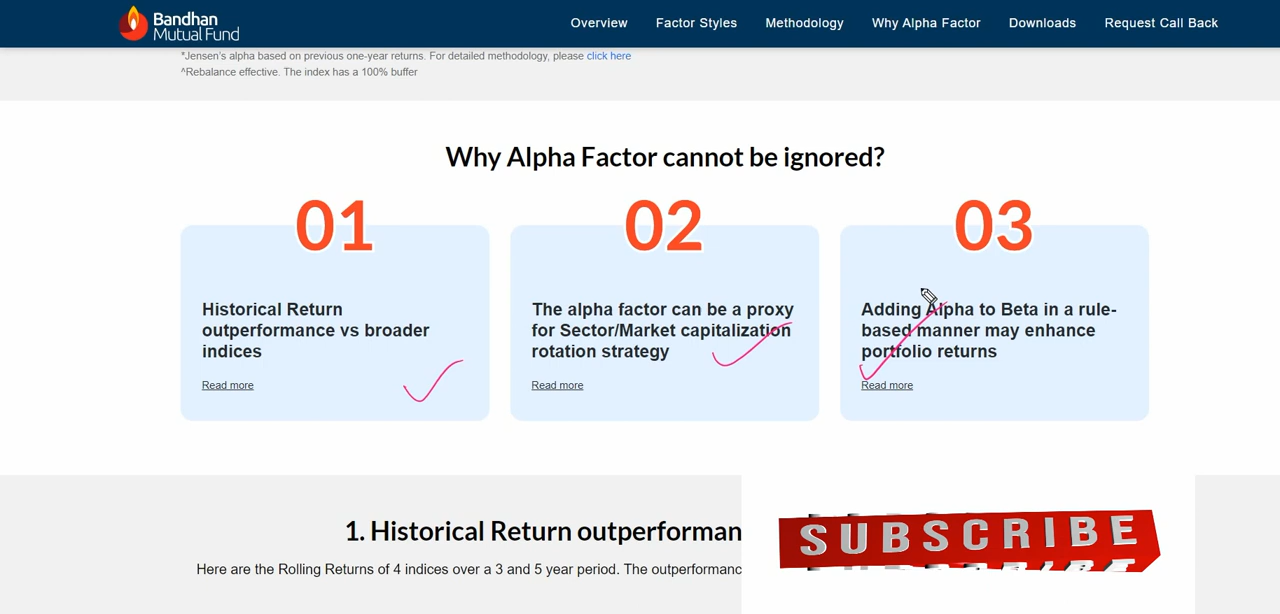 Bandhan
Mutual Fund
Overview Factor Styles Methodology Why Alpha Factor Downloads Request Call Back
*Jensen's alpha based on previous one-year returns. For detailed methodology, please click here
^Rebalance effective. The index has a 100% buffer
Why Alpha Factor cannot be ignored?
01
Historical Return
outperformance vs broader
indices
Read more
02
The alpha factor can be a proxy
for Sector/Market capitalization
rotation strategy
Read more
03
Adding Alpha to Beta in a rule-
based manner may enhance
portfolio returns
Read more
1. Historical Return outperforman
Here are the Rolling Returns of 4 indices over a 3 and 5 year period. The outperformanc
SUBSCRIBE